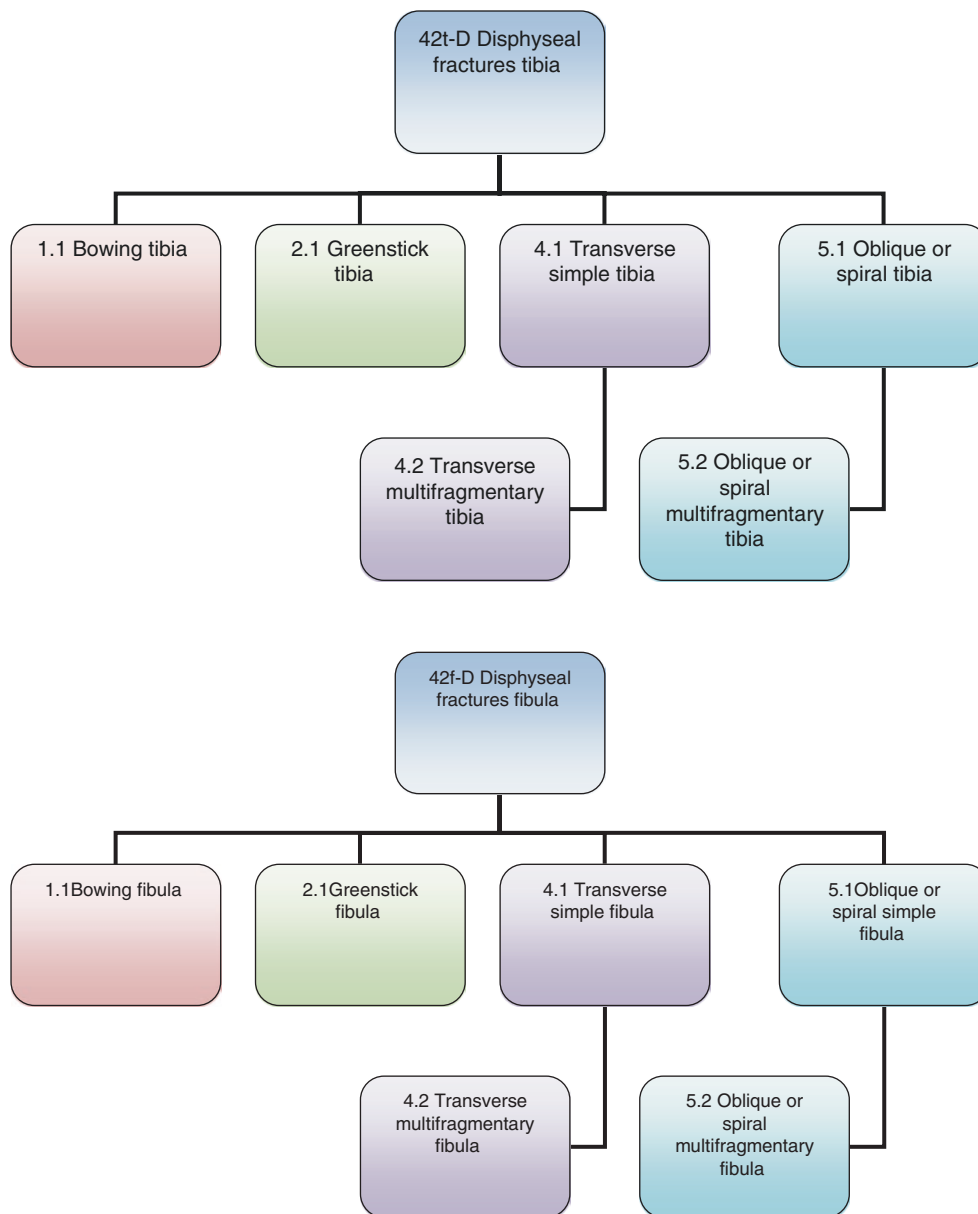 42t-D Disphyseal
fractures tibia
1.1 Bowing tibia
2.1 Greenstick
tibia
4.1 Transverse
simple tibia
5.1 Oblique or
spiral tibia
4.2 Transverse
multifragmentary
tibia
5.2 Oblique or
spiral
multifragmentary
tibia
42f-D Disphyseal
fractures fibula
1.1Bowing fibula
2.1Greenstick
fibula
4.1 Transverse
simple fibula
5.1Oblique or
spiral simple
fibula
4.2 Transverse
multifragmentary
fibula
5.2 Oblique or
spiral
multifragmentary
fibula